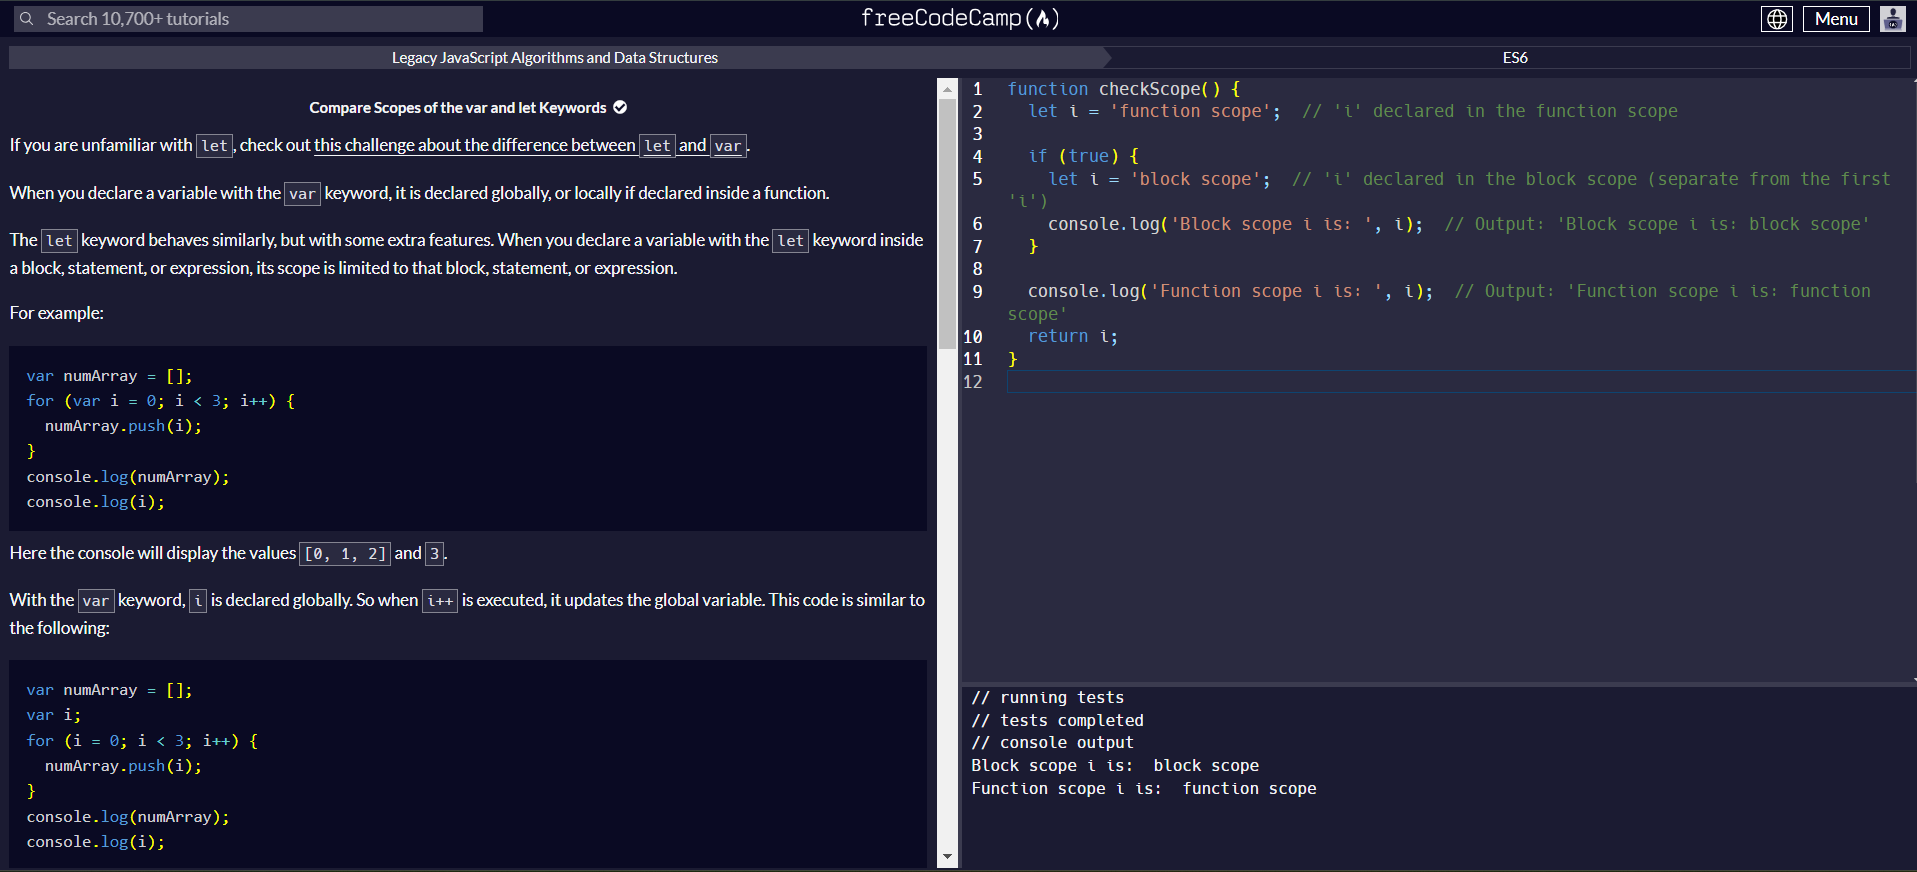 Search 10,700+ tutorials
freeCodeCamp(🔥)
Menu
Legacy JavaScript Algorithms and Data Structures
ES6
Compare Scopes of the var and let Keywords
If you are unfamiliar with let, check out this challenge about the difference between let and var.
When you declare a variable with the var keyword, it is declared globally, or locally if declared inside a function.
The let keyword behaves similarly, but with some extra features. When you declare a variable with the let keyword inside
a block, statement, or expression, its scope is limited to that block, statement, or expression.
For example:
var numArray = [];
for (var i = 0; i < 3; i++) {
  numArray.push(i);
}
console.log(numArray);
console.log(i);
Here the console will display the values [0, 1, 2] and 3.
With the var keyword, i is declared globally. So when i++ is executed, it updates the global variable. This code is similar to
the following:
var numArray = [];
var i;
for (i = 0; i < 3; i++) {
  numArray.push(i);
}
console.log(numArray);
console.log(i);
1 function checkScope() {
2   let i = 'function scope';  // 'i' declared in the function scope
3
4   if (true) {
5     let i = 'block scope';  // 'i' declared in the block scope (separate from the first
'i')
6     console.log('Block scope i is: ', i);  // Output: 'Block scope i is: block scope'
7   }
8
9   console.log('Function scope i is: ', i);  // Output: 'Function scope i is: function
scope'
10   return i;
11 }
12
// running tests
// tests completed
// console output
Block scope i is:  block scope
Function scope i is:  function scope